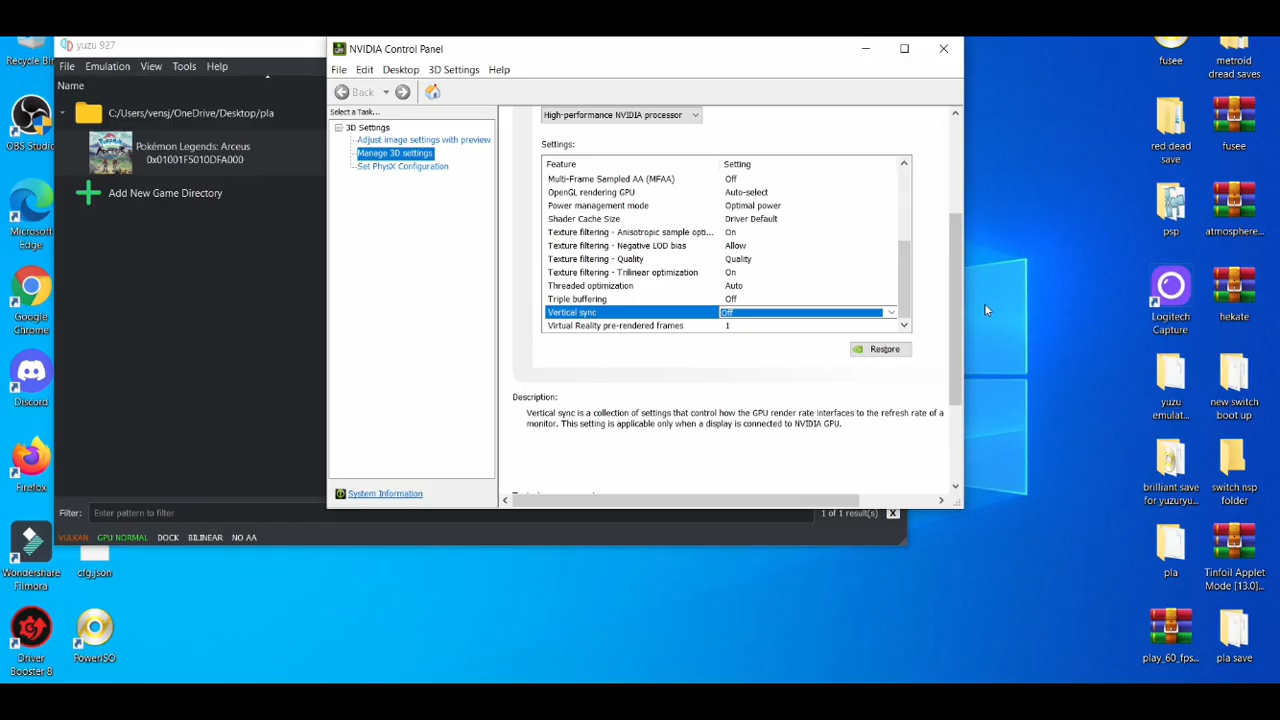 Recycle Bin
OBS Studio
Microsoft
Edge
Google
Chrome
Discord
Firefox
Wondershare
Filmora
cfg.json
Driver
Booster 8
PowerISO
yuzu 927
File Emulation View Tools Help
Name
C:/Users/vensj/OneDrive/Desktop/pla
Pokémon Legends: Arceus
0x01001F5010DFA000
Add New Game Directory
Filter: Enter pattern to filter 1 of 1 result(s) X
VULKAN GPU NORMAL DOCK BILINEAR NO AA
NVIDIA Control Panel
File Edit Desktop 3D Settings Help
Back
Select a Task...
3D Settings
Adjust image settings with preview
Manage 3D settings
Set PhysX Configuration
System Information
High-performance NVIDIA processor
Settings:
Feature Setting
Multi-Frame Sampled AA (MFAA) Off
OpenGL rendering GPU Auto-select
Power management mode Optimal power
Shader Cache Size Driver Default
Texture filtering - Anisotropic sample opti... On
Texture filtering - Negative LOD bias Allow
Texture filtering - Quality Quality
Texture filtering - Trilinear optimization On
Threaded optimization Auto
Triple buffering Off
Vertical sync Off
Virtual Reality pre-rendered frames 1
Restore
Description:
Vertical sync is a collection of settings that control how the GPU render rate interfaces to the refresh rate of a
monitor. This setting is applicable only when a display is connected to NVIDIA GPU.
fusee
metroid
dread saves
red dead
save
fusee
psp
atmosphere...
Logitech
Capture
hekate
yuzu
emulat...
new switch
boot up
brilliant save
for yuzuryu...
switch nsp
folder
pla
Tinfoil Applet
Mode [13.0]...
play_60_fps...
pla save